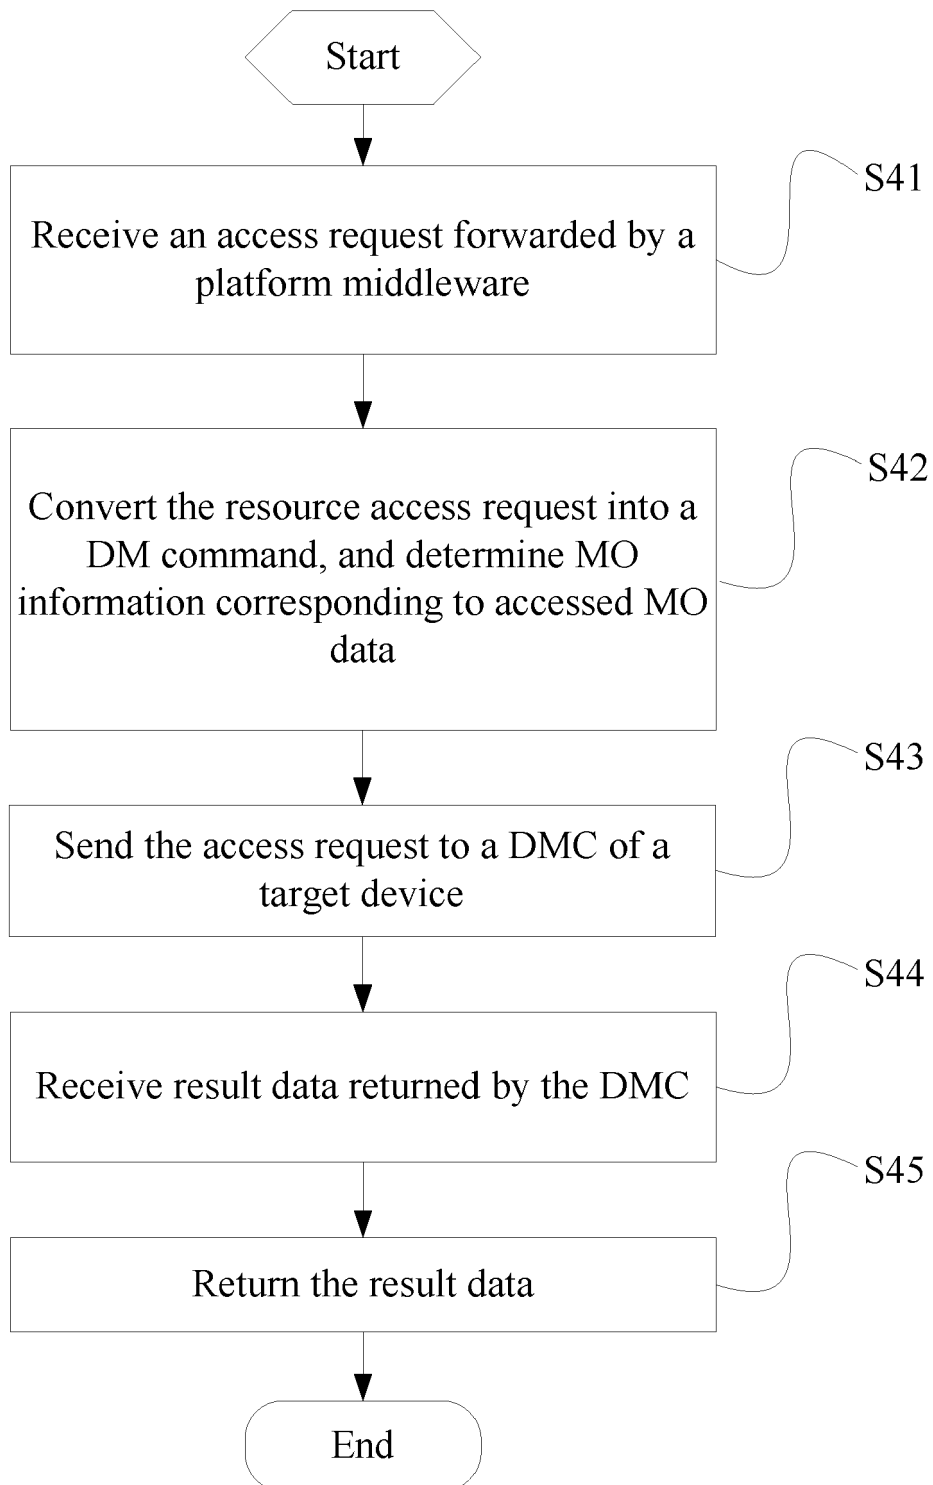 Start
S41
Receive an access request forwarded by a
platform middleware
S42
Convert the resource access request into a
DM command, and determine MO
information corresponding to accessed MO
data
S43
Send the access request to a DMC of a
target device
S44
Receive result data returned by the DMC
S45
Return the result data
End